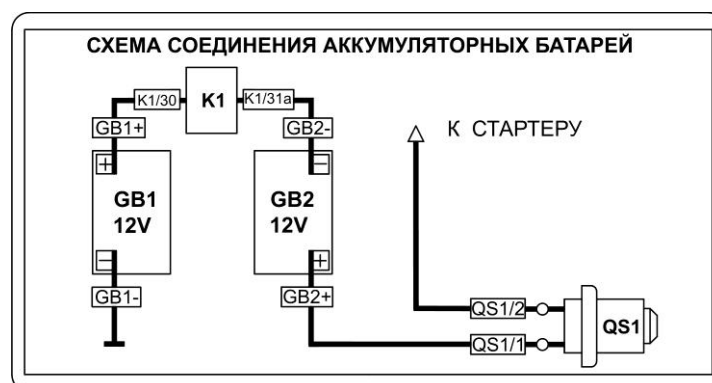 СХЕМА СОЕДИНЕНИЯ АККУМУЛЯТОРНЫХ БАТАРЕЙ
K1/30
K1
K1/31a
GB1+
GB2-
К СТАРТЕРУ
+
−
GB1
12V
GB2
12V
−
+
GB1-
GB2+
QS1/2
QS1
QS1/1